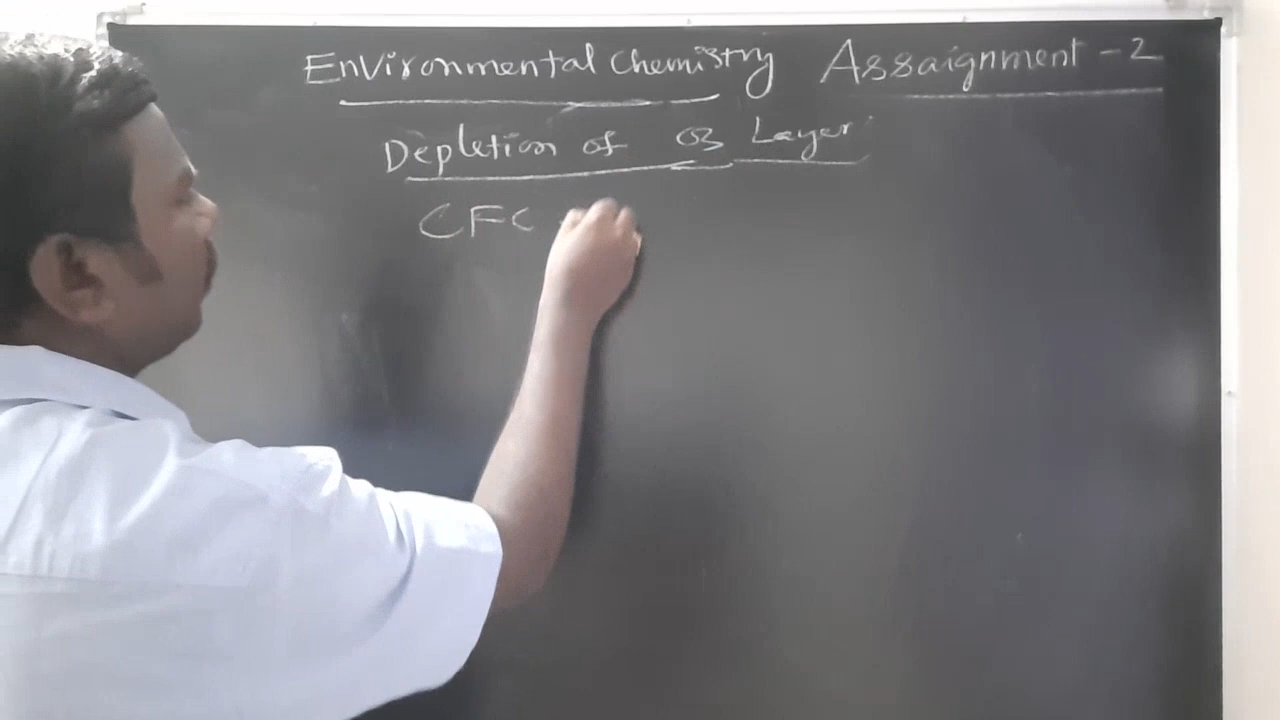 Environmental Chemistry Assaignment - 2
Depletion of O3 Layer
CFC